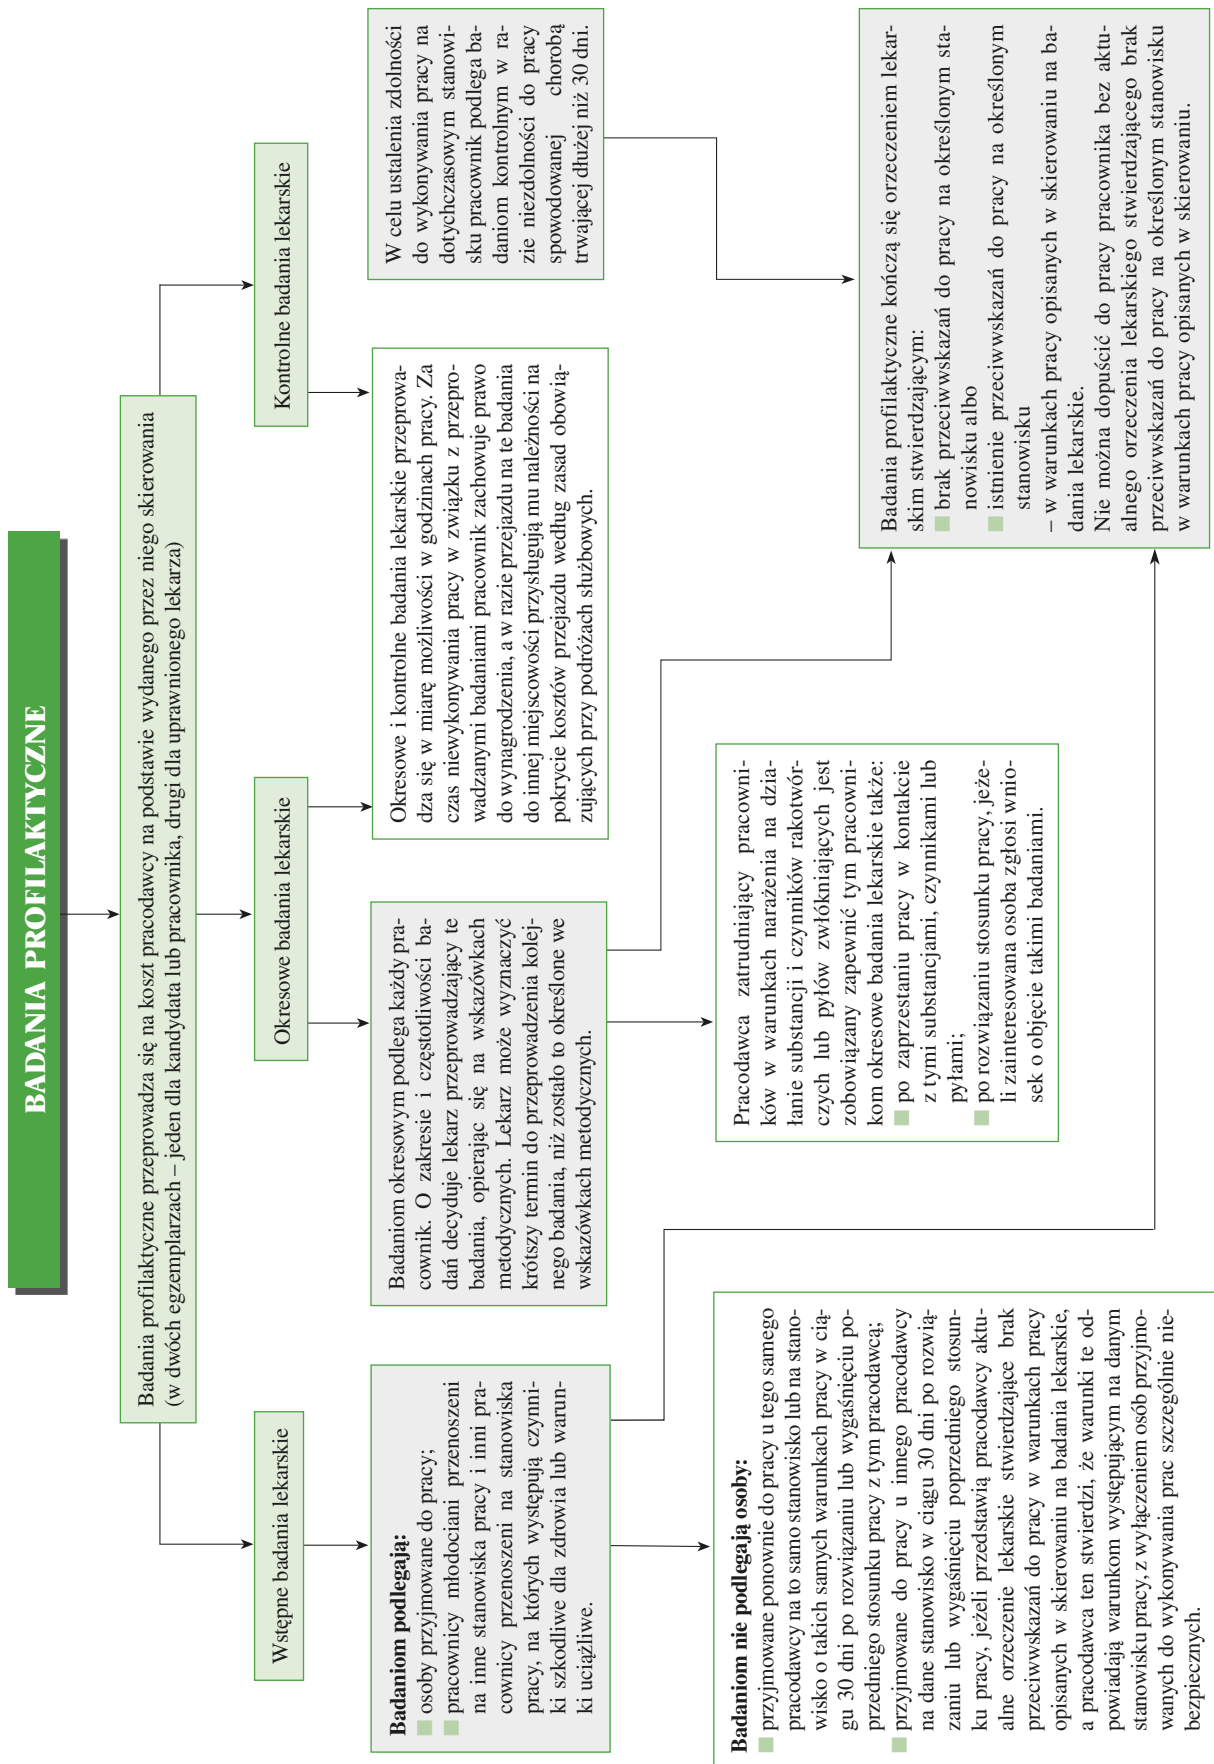 BADANIA PROFILAKTYCZNE
Badania profilaktyczne przeprowadza się na koszt pracodawcy na podstawie wydanego przez niego skierowania
(w dwóch egzemplarzach – jeden dla kandydata lub pracownika, drugi dla uprawnionego lekarza)
Wstępne badania lekarskie
Okresowe badania lekarskie
Kontrolne badania lekarskie
Badaniom podlegają:
osoby przyjmowane do pracy;
pracownicy młodociani przenoszeni
na inne stanowiska pracy i inni pra-
cownicy przenoszeni na stanowiska
pracy, na których występują czynni-
ki szkodliwe dla zdrowia lub warun-
ki uciążliwe.
Badaniom okresowym podlega każdy pra-
cownik. O zakresie i częstotliwości ba-
dań decyduje lekarz przeprowadzający te
badania, opierając się na wskazówkach
metodycznych. Lekarz może wyznaczyć
krótszy termin do przeprowadzenia kolej-
nego badania, niż zostało to określone we
wskazówkach metodycznych.
Okresowe i kontrolne badania lekarskie przeprowa-
dza się w miarę możliwości w godzinach pracy. Za
czas niewykonywania pracy w związku z przepro-
wadzanymi badaniami pracownik zachowuje prawo
do wynagrodzenia, a w razie przejazdu na te badania
do innej miejscowości przysługują mu należności na
pokrycie kosztów przejazdu według zasad obowią-
zujących przy podróżach służbowych.
W celu ustalenia zdolności
do wykonywania pracy na
dotychczasowym stanowi-
sku pracownik podlega ba-
daniom kontrolnym w ra-
zie niezdolności do pracy
spowodowanej chorobą
trwającej dłużej niż 30 dni.
Badaniom nie podlegają osoby:
przyjmowane ponownie do pracy u tego samego
pracodawcy na to samo stanowisko lub na stano-
wisko o takich samych warunkach pracy w cią-
gu 30 dni po rozwiązaniu lub wygaśnięciu po-
przedniego stosunku pracy z tym pracodawcą;
przyjmowane do pracy u innego pracodawcy
na dane stanowisko w ciągu 30 dni po rozwią-
zaniu lub wygaśnięciu poprzedniego stosun-
ku pracy, jeżeli przedstawią pracodawcy aktu-
alne orzeczenie lekarskie stwierdzające brak
przeciwwskazań do pracy w warunkach pracy
opisanych w skierowaniu na badania lekarskie,
a pracodawca ten stwierdzi, że warunki te od-
powiadają warunkom występującym na danym
stanowisku pracy, z wyłączeniem osób przyjmo-
wanych do wykonywania prac szczególnie nie-
bezpiecznych.
Pracodawca zatrudniający pracowni-
ków w warunkach narażenia na dzia-
łanie substancji i czynników rakotwór-
czych lub pyłów zwłókniających jest
zobowiązany zapewnić tym pracowni-
kom okresowe badania lekarskie także:
po zaprzestaniu pracy w kontakcie
z tymi substancjami, czynnikami lub
pyłami;
po rozwiązaniu stosunku pracy, jeże-
li zainteresowana osoba zgłosi wnio-
sek o objęcie takimi badaniami.
Badania profilaktyczne kończą się orzeczeniem lekar-
skim stwierdzającym:
brak przeciwwskazań do pracy na określonym sta-
nowisku albo
istnienie przeciwwskazań do pracy na określonym
stanowisku
– w warunkach pracy opisanych w skierowaniu na ba-
dania lekarskie.
Nie można dopuścić do pracy pracownika bez aktu-
alnego orzeczenia lekarskiego stwierdzającego brak
przeciwwskazań do pracy na określonym stanowisku
w warunkach pracy opisanych w skierowaniu.